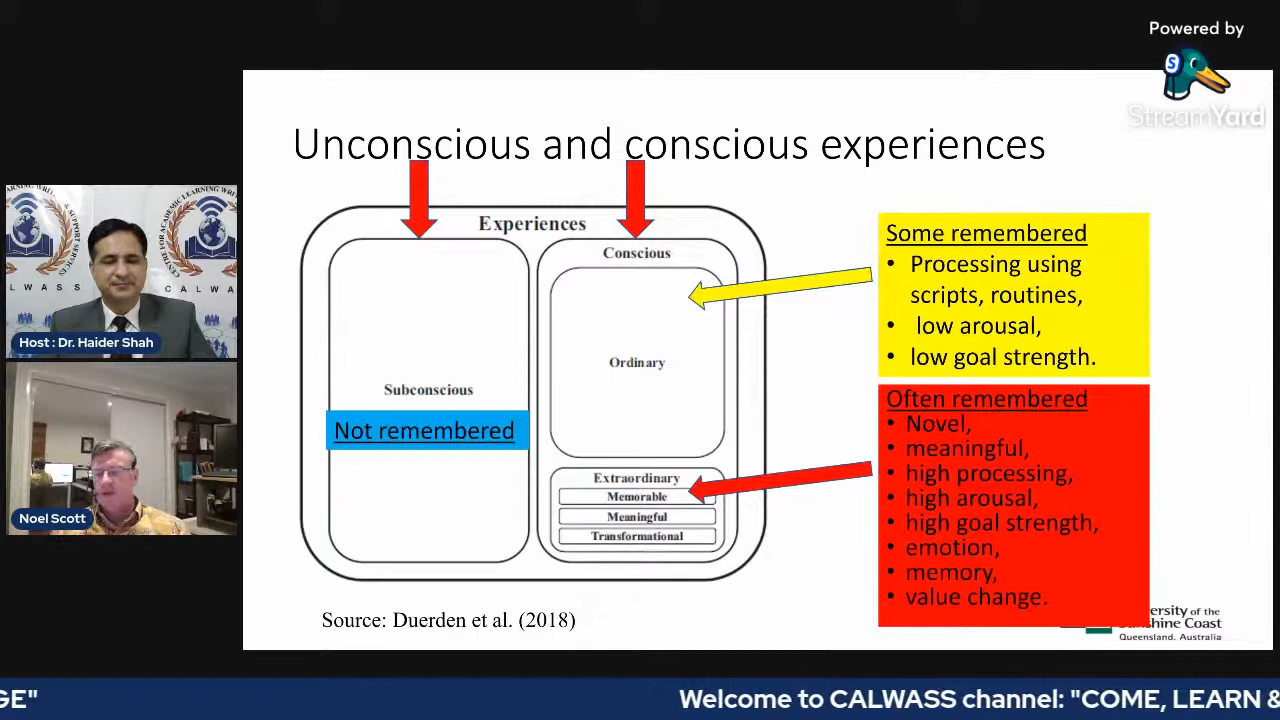 Powered by
StreamYard
Unconscious and conscious experiences
Experiences
Subconscious
Not remembered
Conscious
Ordinary
Extraordinary
Memorable
Meaningful
Transformational
Some remembered
• Processing using
scripts, routines,
• low arousal,
• low goal strength.
Often remembered
• Novel,
• meaningful,
• high processing,
• high arousal,
• high goal strength,
• emotion,
• memory,
• value change.
Source: Duerden et al. (2018)
ersity of the
Sunshine Coast
Queensland, Australia
CALWASS
Host : Dr. Haider Shah
Noel Scott
GE"
Welcome to CALWASS channel: "COME, LEARN &